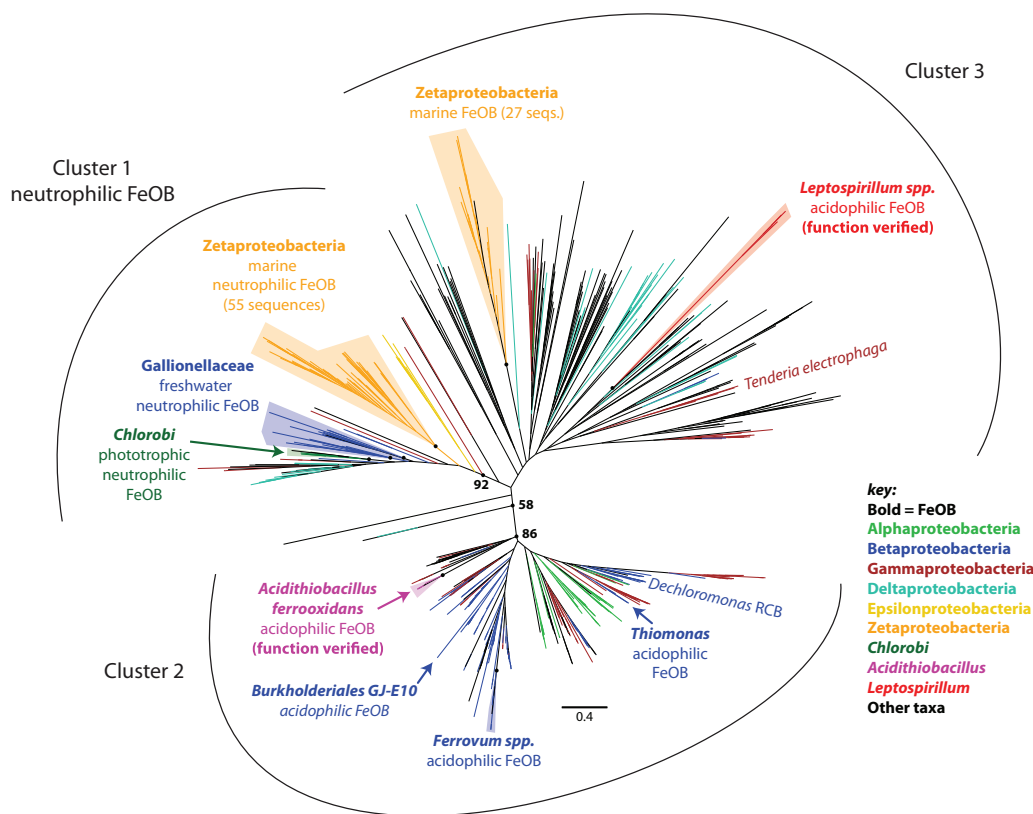 Cluster 3
Zetaproteobacteria
marine FeOB (27 seqs.)
Cluster 1
neutrophilic FeOB
Leptospirillum spp.
acidophilic FeOB
(function verified)
Zetaproteobacteria
marine
neutrophilic FeOB
(55 sequences)
Gallionellaceae
freshwater
neutrophilic FeOB
Tenderia electrophaga
Chlorobi
phototrophic
neutrophilic
FeOB
92
58
86
key:
Bold = FeOB
Alphaproteobacteria
Betaproteobacteria
Gammaproteobacteria
Deltaproteobacteria
Epsilonproteobacteria
Zetaproteobacteria
Chlorobi
Acidithiobacillus
Leptospirillum
Other taxa
Acidithiobacillus
ferrooxidans
acidophilic FeOB
(function verified)
Dechloromonas RCB
Thiomonas
acidophilic
FeOB
Cluster 2
Burkholderiales GJ-E10
acidophilic FeOB
0.4
Ferrovum spp.
acidophilic FeOB